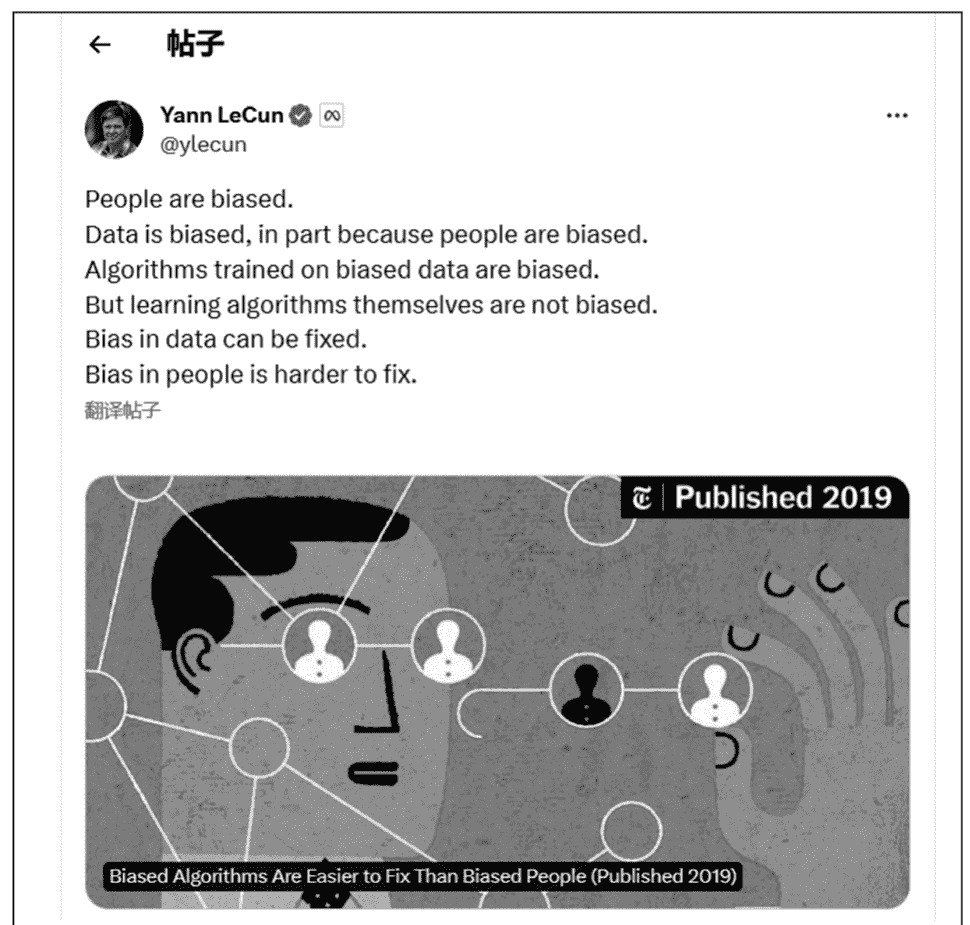 帖子
Yann LeCun
@ylecun
People are biased.
Data is biased, in part because people are biased.
Algorithms trained on biased data are biased.
But learning algorithms themselves are not biased.
Bias in data can be fixed.
Bias in people is harder to fix.
翻译帖子
T | Published 2019
Biased Algorithms Are Easier to Fix Than Biased People (Published 2019)